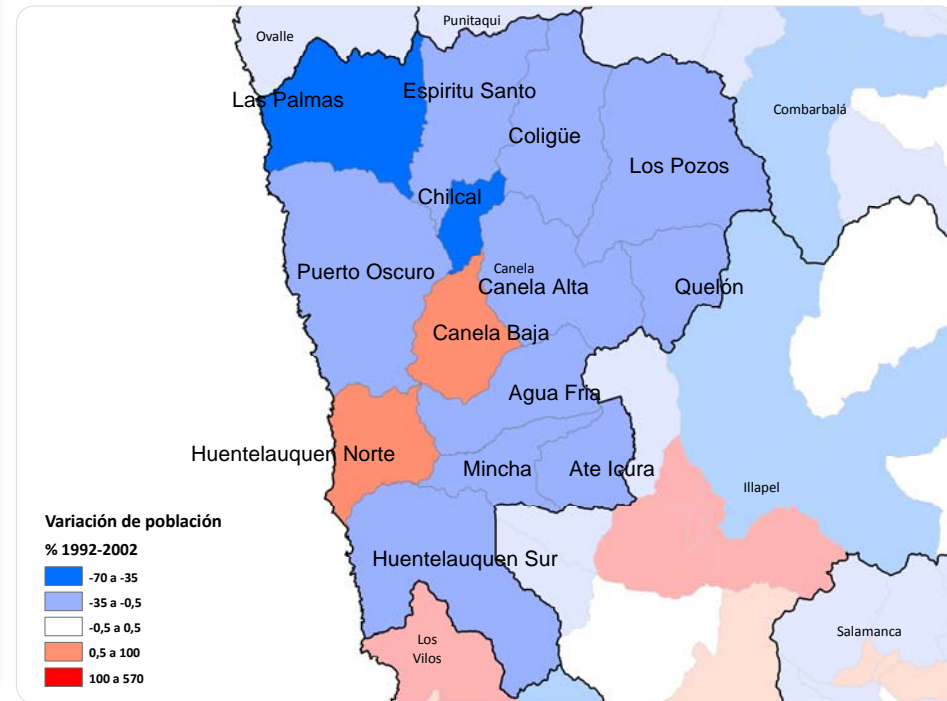 Punitaqui
Ovalle
Las Palmas
Espiritu Santo
Combarbalá
Coligüe
Los Pozos
Chilcal
Puerto Oscuro
Canela
Canela Alta
Quelón
Canela Baja
Agua Fria
Huentelauquen Norte
Mincha
Ate Icura
Illapel
Huentelauquen Sur
Los
Vilos
Salamanca
Variación de población
% 1992-2002
-70 a -35
-35 a -0,5
-0,5 a 0,5
0,5 a 100
100 a 570